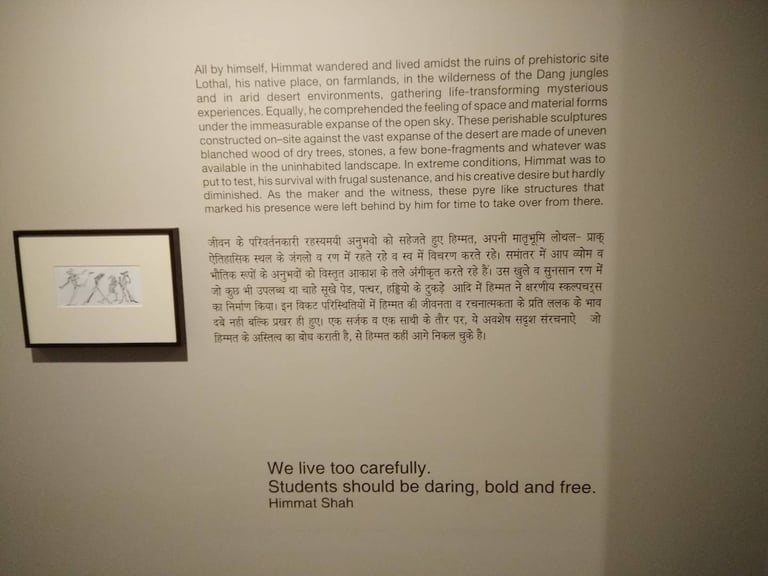 All by himself, Himmat wandered and lived amidst the ruins of prehistoric site
Lothal, his native place, on farmlands, in the wilderness of the Dang jungles
and in arid desert environments, gathering life-transforming mysterious
experiences. Equally, he comprehended the feeling of space and material forms
under the immeasurable expanse of the open sky. These perishable sculptures
constructed on–site against the vast expanse of the desert are made of uneven
blanched wood of dry trees, stones, a few bone-fragments and whatever was
available in the uninhabited landscape. In extreme conditions, Himmat was to
put to test, his survival with frugal sustenance, and his creative desire but hardly
diminished. As the maker and the witness, these pyre like structures that
marked his presence were left behind by him for time to take over from there.
जीवन के परिवर्तनकारी रहस्यमयी अनुभवो को सहेजते हुए हिम्मत, अपनी मातृभूमि लोथल– प्राक्
ऐतिहासिक स्थल के जंगलो व रण में रहते रहे व स्व में विचरण करते रहे। समांतर में आप व्योम व
भौतिक रूपों के अनुभवों को विस्तृत आकाश के तले अंगीकृत करते रहे हैं। उस खुले व सुनसान रण में
जो कुछ भी उपलब्ध था चाहे सूखे पेड, पत्थर, हड्डियो के टुकड़े आदि में हिम्मत ने क्षरणीय स्कल्पचर्स
का निर्माण किया। इन विकट परिस्थितियों में हिम्मत की जीवनता व रचनात्मकता के प्रति ललक के भाव
दबे नही बल्कि प्रखर ही हुए। एक सर्जक व एक साथी के तौर पर, ये अवशेष सदृश संरचनाऐ जो
हिम्मत के अस्तित्व का बोध कराती है, से हिम्मत कहीं आगे निकल चुके है।
We live too carefully.
Students should be daring, bold and free.
Himmat Shah